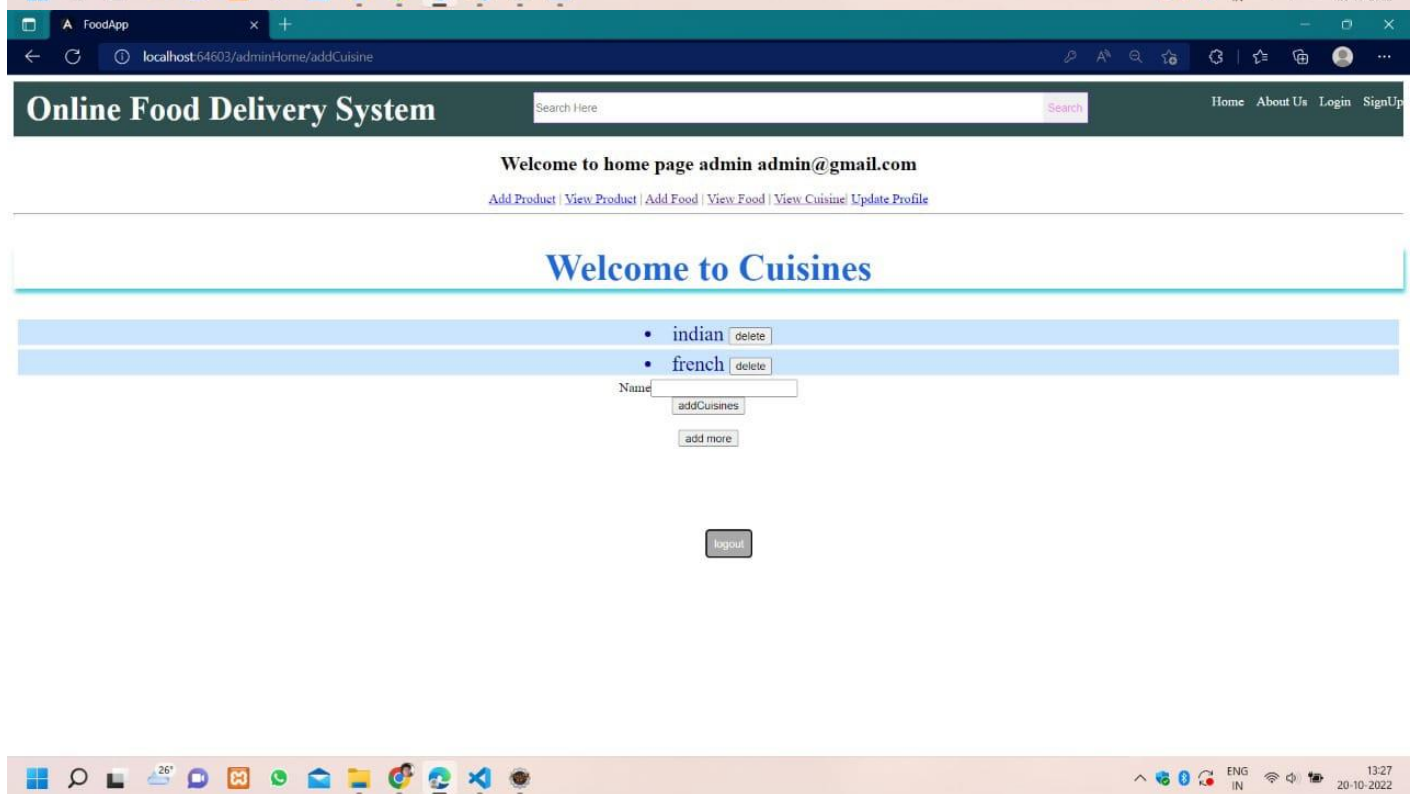 FoodApp
localhost:64603/adminHome/addCuisine
Online Food Delivery System
Search Here
Search
Home About Us Login SignUp
Welcome to home page admin admin@gmail.com
Add Product | View Product | Add Food | View Food | View Cuisine| Update Profile
Welcome to Cuisines
• indian delete
• french delete
Name
addCuisines
add more
logout
26°
ENG
IN
13:27
20-10-2022